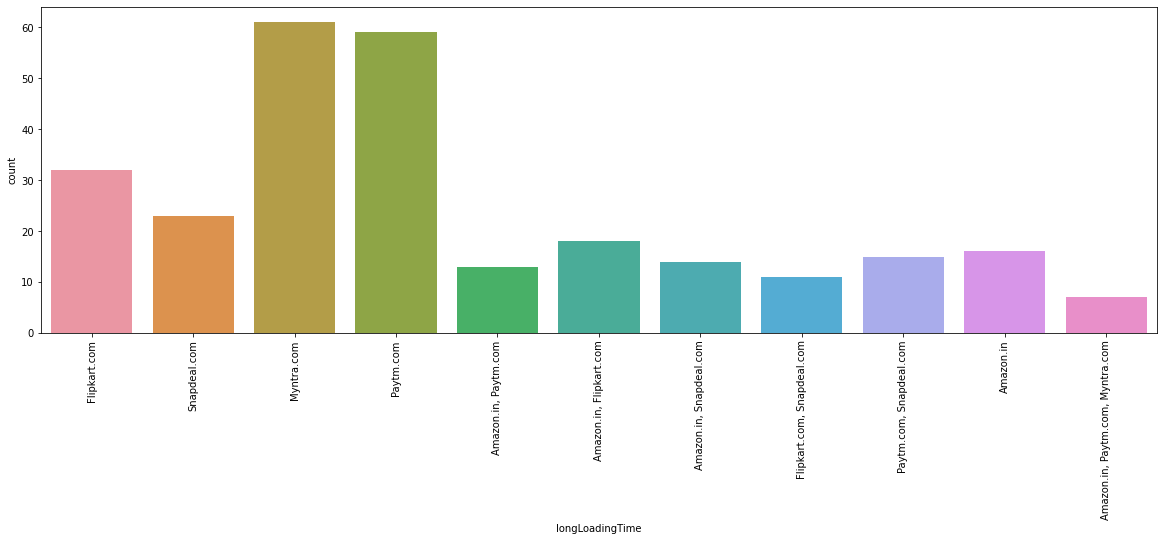 60
50
40
30
20
10
0
count
Flipkart.com
Snapdeal.com
Myntra.com
Paytm.com
Amazon.in, Paytm.com
Amazon.in, Flipkart.com
Amazon.in, Snapdeal.com
Flipkart.com, Snapdeal.com
Paytm.com, Snapdeal.com
Amazon.in
Amazon.in, Paytm.com, Myntra.com
longLoadingTime